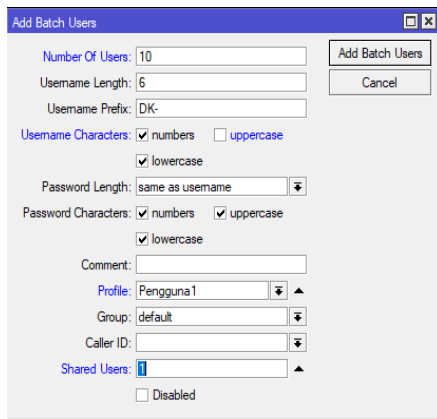 Add Batch Users
Number Of Users: 10
Add Batch Users
Username Length: 6
Cancel
Username Prefix: DK-
Username Characters: numbers uppercase
lowercase
Password Length: same as username
Password Characters: numbers uppercase
lowercase
Comment:
Profile: Pengguna1
Group: default
Caller ID:
Shared Users: 1
Disabled